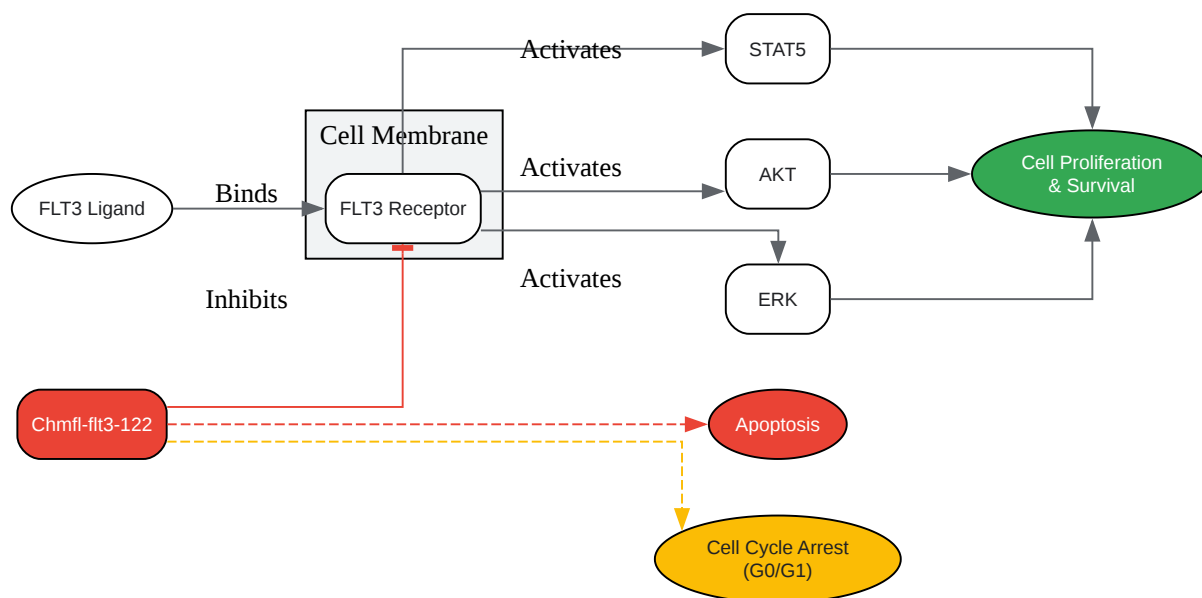 Activates
STAT5
Cell Membrane
Activates
AKT
Cell Proliferation
& Survival
FLT3 Ligand
Binds
FLT3 Receptor
Activates
ERK
Inhibits
Chmfl-flt3-122
Apoptosis
Cell Cycle Arrest
(G0/G1)